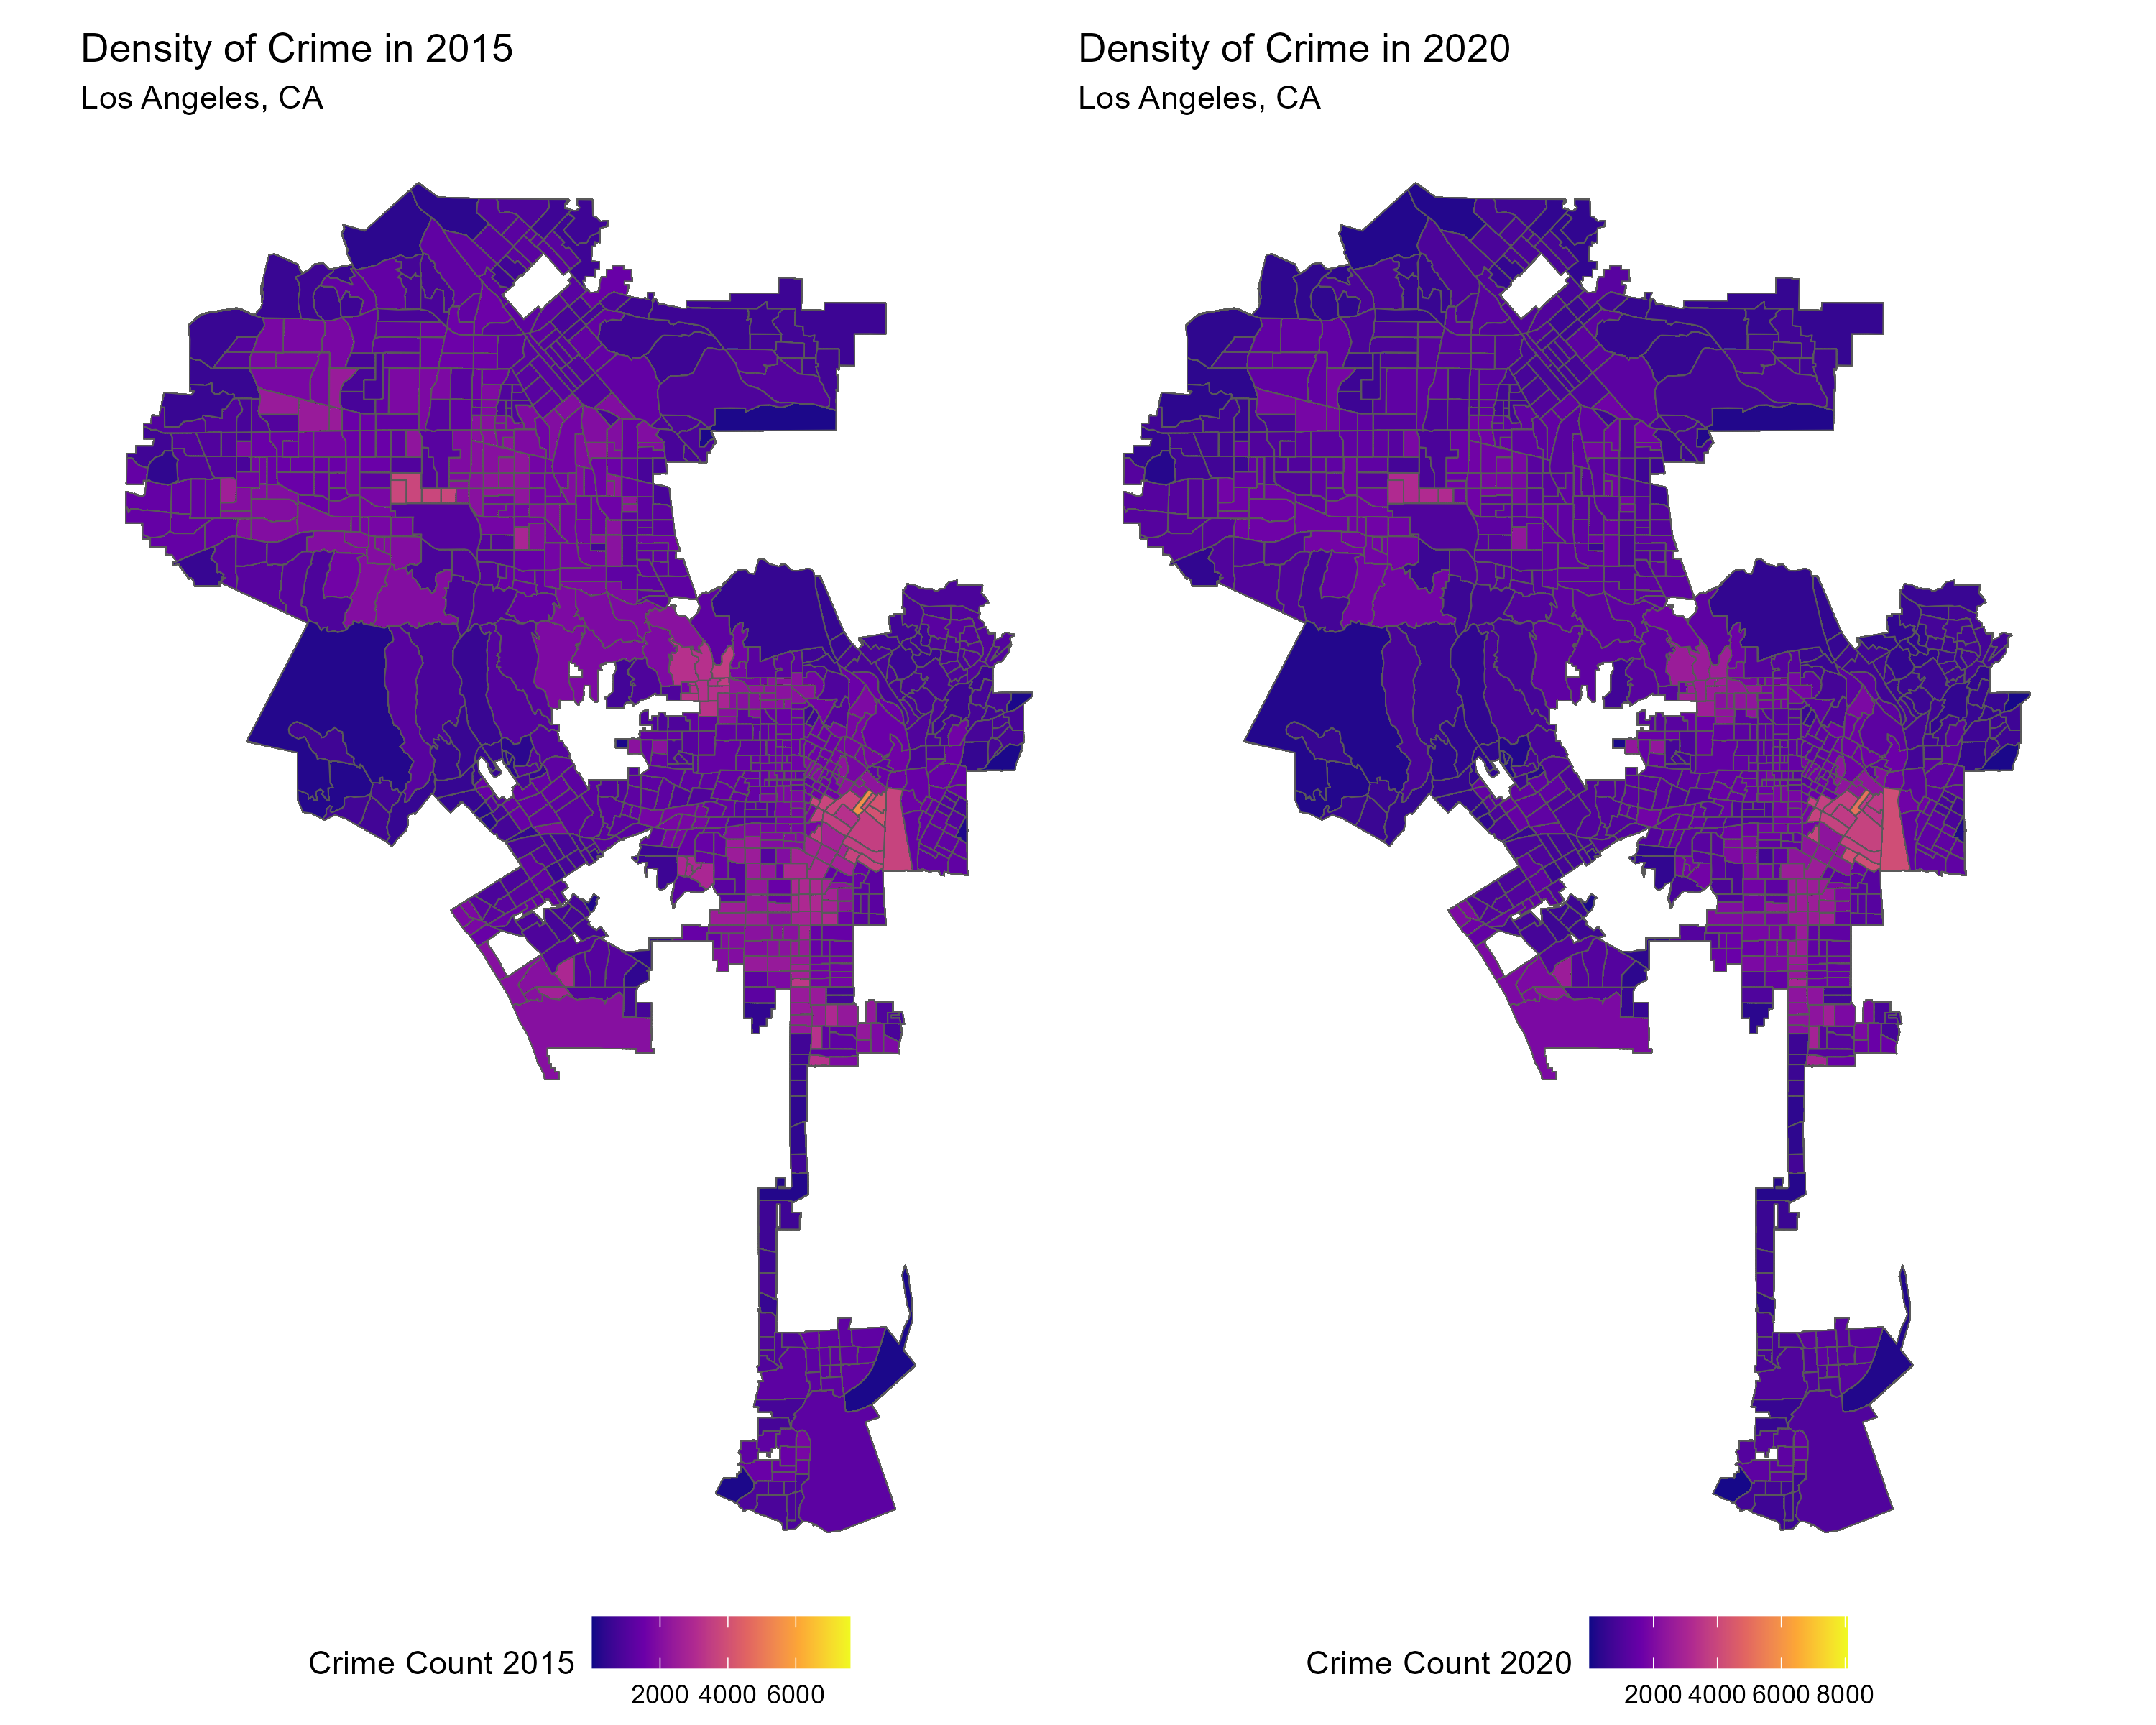 Density of Crime in 2015
Los Angeles, CA
Density of Crime in 2020
Los Angeles, CA
Crime Count 2015
2000 4000 6000
Crime Count 2020
2000 4000 6000 8000